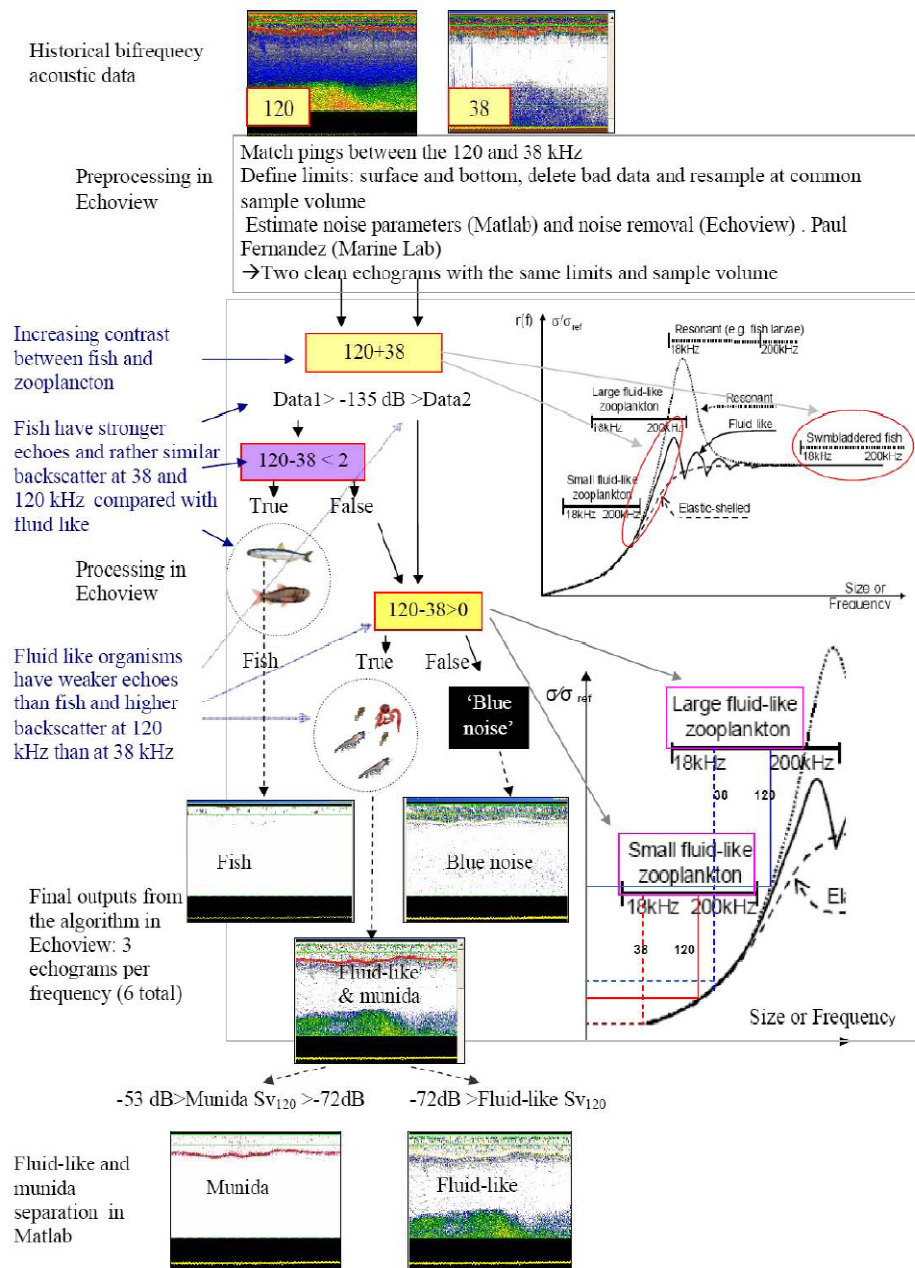 Historical bifrequecy
acoustic data
120
38
Preprocessing in
Echoview
Match pings between the 120 and 38 kHz
Define limits: surface and bottom, delete bad data and resample at common
sample volume
Estimate noise parameters (Matlab) and noise removal (Echoview) . Paul
Fernandez (Marine Lab)
→Two clean echograms with the same limits and sample volume
Increasing contrast
between fish and
zooplancton
120+38
Data1> -135 dB >Data2
Fish have stronger
echoes and rather similar
backscatter at 38 and
120 kHz compared with
fluid like
120-38 < 2
True
False
Processing in
Echoview
r(f)
σ/σref
Resonant (e.g. fish larvae)
18kHz
200kHz
Large fluid-like
zooplankton
18kHz
200kHz
Resonant
Fluid like
Swimbladdered fish
18kHz
200kHz
Small fluid-like
zooplankton
18kHz
200kHz
Elastic-shelled
Size or
Frequency
120-38>0
Fish
True
False
Fluid like organisms
have weaker echoes
than fish and higher
backscatter at 120
kHz than at 38 kHz
'Blue
noise'
σ/σref
Large fluid-like
zooplankton
18kHz
200kHz
38
120
Small fluid-like
zooplankton
18kHz
200kHz
38
120
Ela
Size or Frequency
Fish
Blue noise
Final outputs from
the algorithm in
Echoview: 3
echograms per
frequency (6 total)
Fluid-like
& munida
-53 dB>Munida Sv120 >-72dB
-72dB >Fluid-like Sv120
Fluid-like and
munida
separation in
Matlab
Munida
Fluid-like